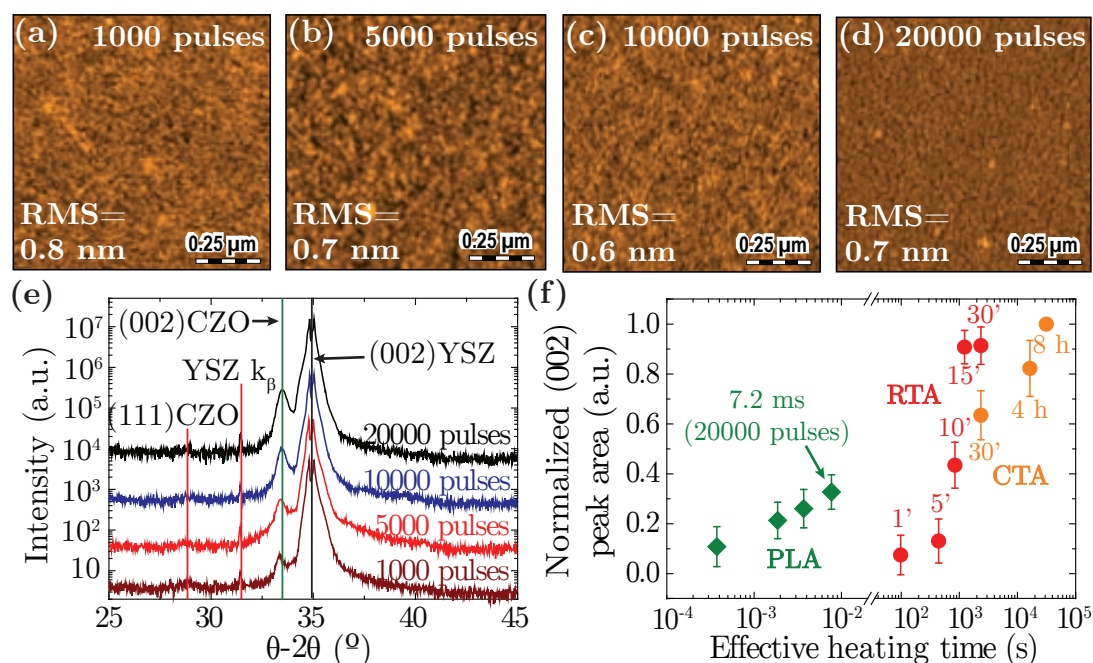 (a) 1000 pulses
RMS=
0.8 nm
0.25 µm
(b) 5000 pulses
RMS=
0.7 nm
0.25 µm
(c) 10000 pulses
RMS=
0.6 nm
0.25 µm
(d) 20000 pulses
RMS=
0.7 nm
0.25 µm
(e)
Intensity (a.u.)
10⁷
10⁶
10⁵
10⁴
10³
10²
10
(002)CZO
(002)YSZ
YSZ kβ
(111)CZO
20000 pulses
10000 pulses
5000 pulses
1000 pulses
25 30 35 40 45
θ-2θ (º)
(f)
Normalized (002)
peak area (a.u.)
1.0
0.8
0.6
0.4
0.2
0.0
30'
15'
RTA
10'
5'
1'
8 h
4 h
30'
CTA
7.2 ms
(20000 pulses)
PLA
10⁻⁴ 10⁻³ 10⁻² 10² 10³ 10⁴ 10⁵
Effective heating time (s)